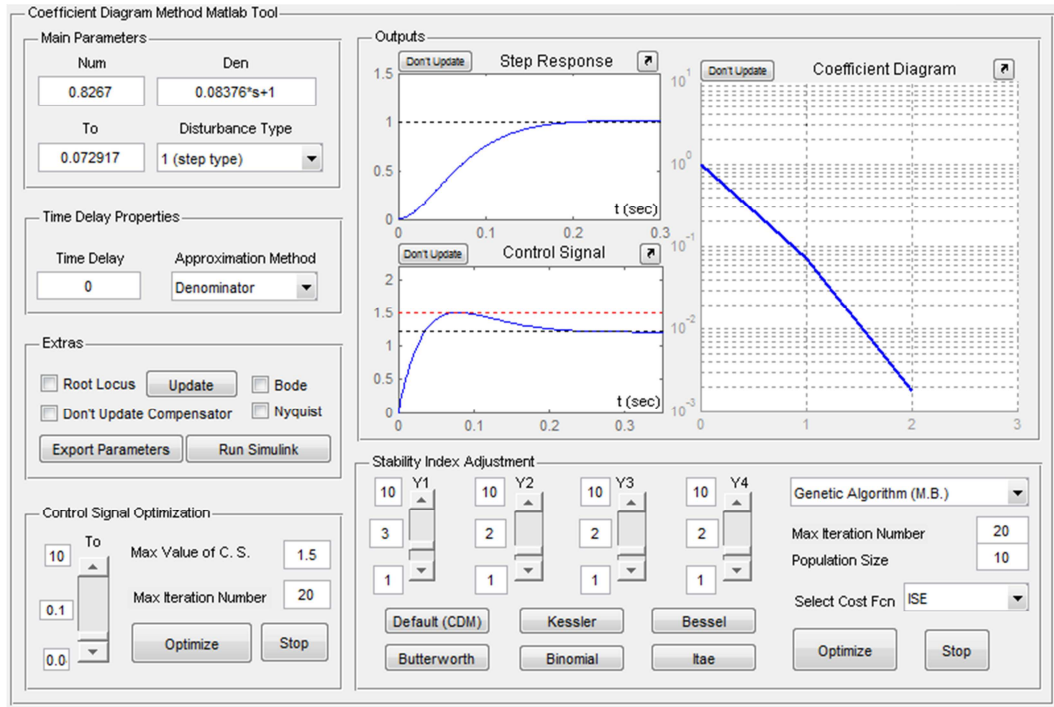 Coefficient Diagram Method Matlab Tool
Main Parameters
Num Den
0.8267 0.08376*s+1
To Disturbance Type
0.072917 1 (step type)
Time Delay Properties
Time Delay Approximation Method
0 Denominator
Extras
Root Locus Update Bode
Don't Update Compensator Nyquist
Export Parameters Run Simulink
Control Signal Optimization
To
10 Max Value of C. S. 1.5
Max Iteration Number 20
0.1
Optimize Stop
0.0
Outputs
Don't Update Step Response
1.5
1
0.5
0
t (sec)
0 0.1 0.2 0.3
Don't Update Control Signal
2
1.5
1
0.5
0
t (sec)
0 0.1 0.2 0.3
Don't Update Coefficient Diagram
10^1
10^0
10^-1
10^-2
10^-3
0 1 2 3
Stability Index Adjustment
Y1 Y2 Y3 Y4
10 10 10 10
3 2 2 2
1 1 1 1
Default (CDM) Kessler Bessel
Butterworth Binomial Itae
Genetic Algorithm (M.B.)
Max Iteration Number 20
Population Size 10
Select Cost Fcn ISE
Optimize Stop